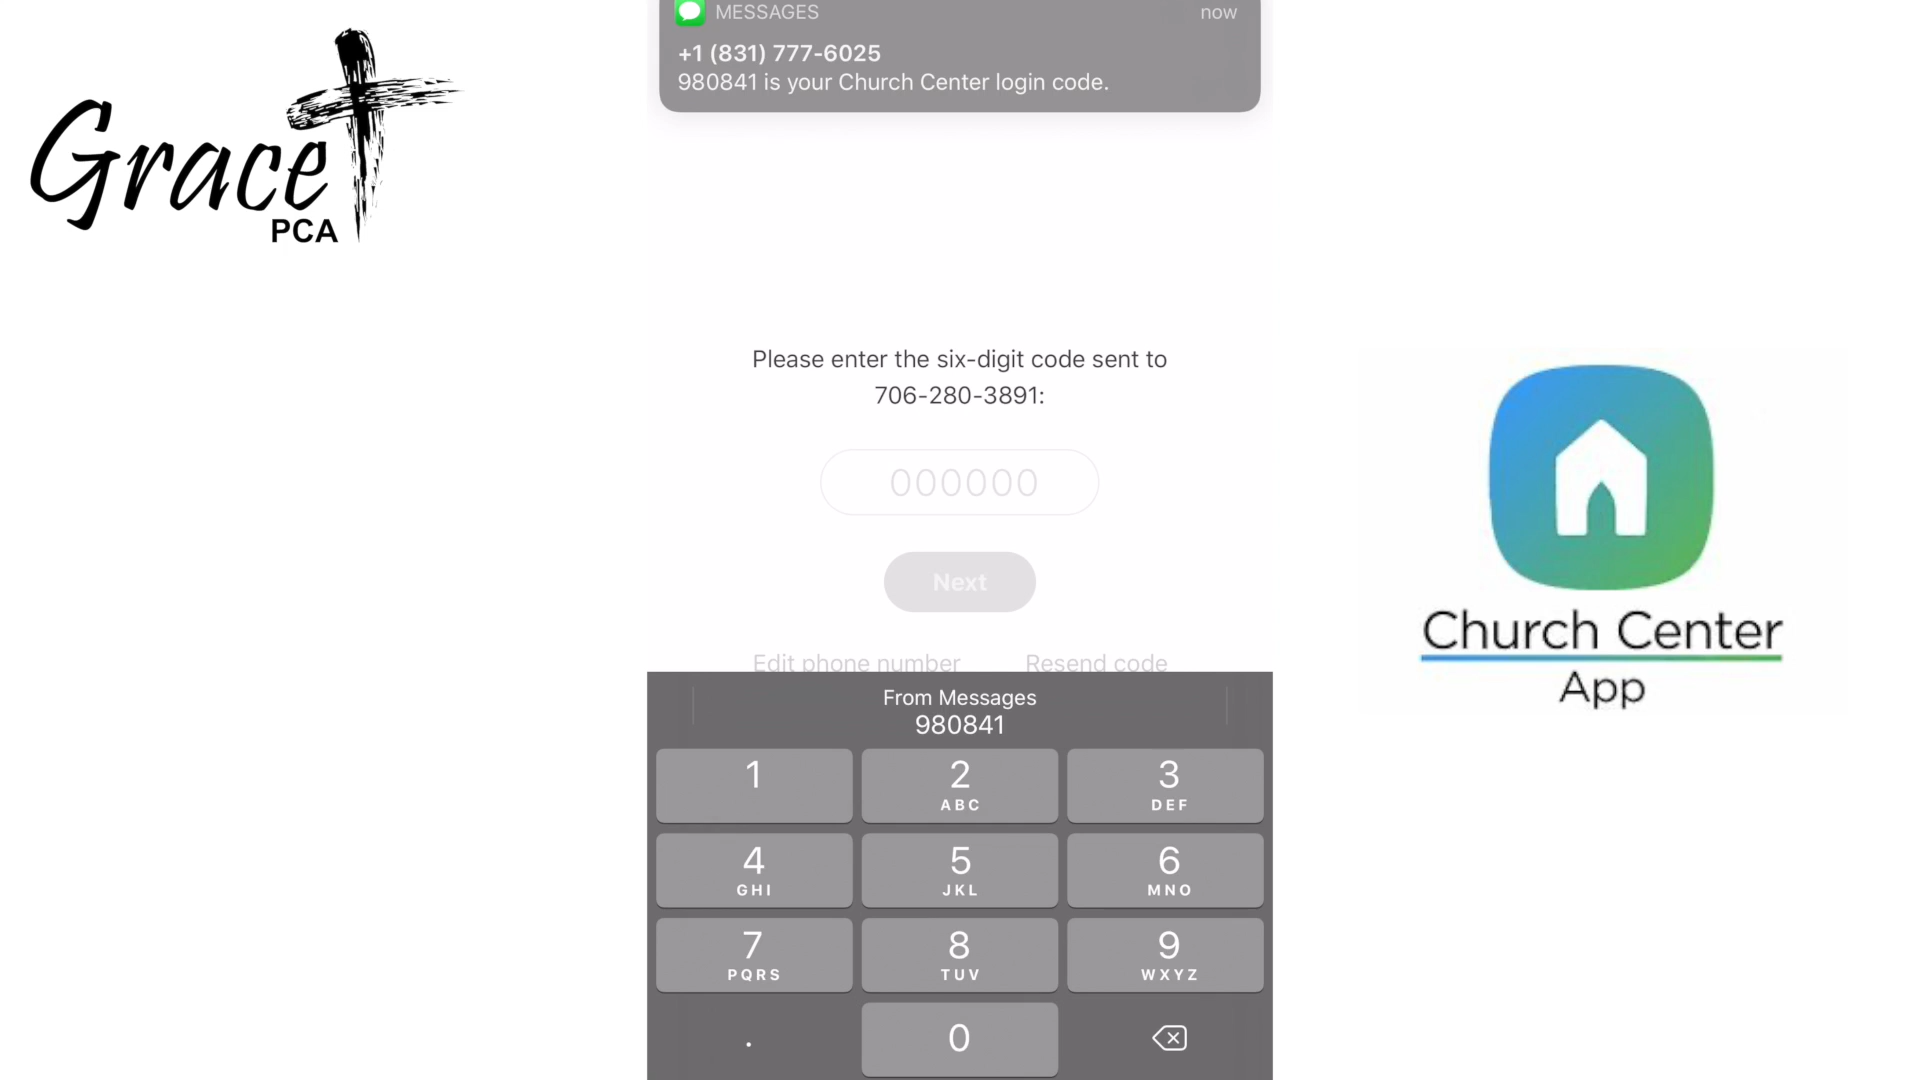 Grace
PCA
MESSAGES now
+1 (831) 777-6025
980841 is your Church Center login code.
Please enter the six-digit code sent to
706-280-3891:
000000
Next
Edit phone number Resend code
From Messages
980841
1 2 3
ABC DEF
4 5 6
GHI JKL MNO
7 8 9
PQRS TUV WXYZ
. 0
Church Center
App